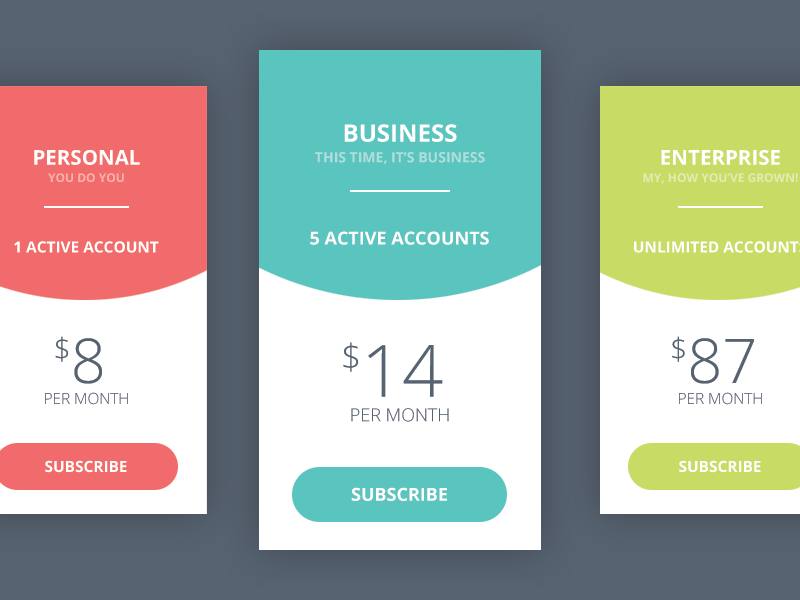 PERSONAL
YOU DO YOU
1 ACTIVE ACCOUNT
$8
PER MONTH
SUBSCRIBE
BUSINESS
THIS TIME, IT'S BUSINESS
5 ACTIVE ACCOUNTS
$14
PER MONTH
SUBSCRIBE
ENTERPRISE
MY, HOW YOU'VE GROWN!
UNLIMITED ACCOUNTS
$87
PER MONTH
SUBSCRIBE